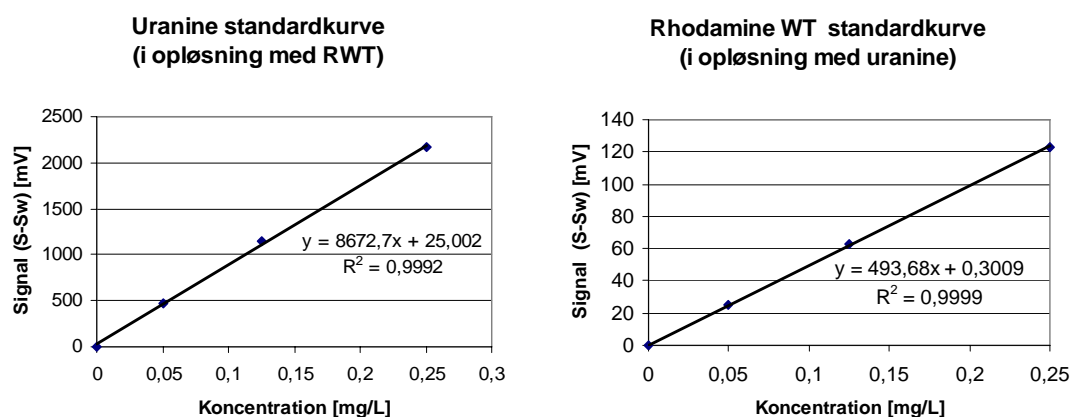 Uranine standardkurve
(i opløsning med RWT)
2500
2000
1500
1000
500
0
Signal (S-Sw) [mV]
y = 8672,7x + 25,002
R² = 0,9992
0 0,05 0,1 0,15 0,2 0,25 0,3
Koncentration [mg/L]
Rhodamine WT standardkurve
(i opløsning med uranine)
140
120
100
80
60
40
20
0
Signal (S-Sw) [mV]
y = 493,68x + 0,3009
R² = 0,9999
0 0,05 0,1 0,15 0,2 0,25
Koncentration [mg/L]